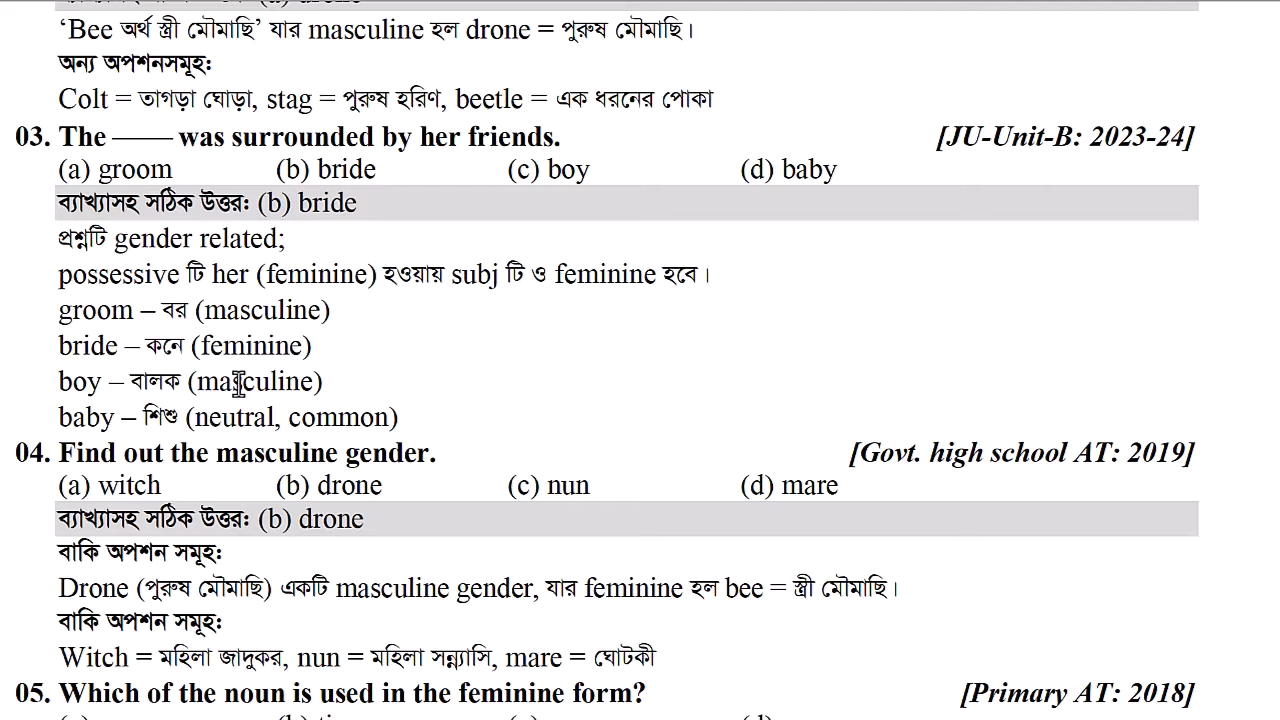 ‘Bee অর্থ স্ত্রী মৌমাছি’ যার masculine হল drone = পুরুষ মৌমাছি।
অন্য অপশনসমূহঃ
Colt = তাগড়া ঘোড়া, stag = পুরুষ হরিণ, beetle = এক ধরনের পোকা
03. The —— was surrounded by her friends. [JU-Unit-B: 2023-24]
(a) groom (b) bride (c) boy (d) baby
ব্যাখ্যাসহ সঠিক উত্তরঃ (b) bride
প্রশ্নটি gender related;
possessive টি her (feminine) হওয়ায় subj টি ও feminine হবে।
groom – বর (masculine)
bride – কনে (feminine)
boy – বালক (masculine)
baby – শিশু (neutral, common)
04. Find out the masculine gender. [Govt. high school AT: 2019]
(a) witch (b) drone (c) nun (d) mare
ব্যাখ্যাসহ সঠিক উত্তরঃ (b) drone
বাকি অপশন সমূহঃ
Drone (পুরুষ মৌমাছি) একটি masculine gender, যার feminine হল bee = স্ত্রী মৌমাছি।
বাকি অপশন সমূহঃ
Witch = মহিলা জাদুকর, nun = মহিলা সন্ন্যাসি, mare = ঘোটকী
05. Which of the noun is used in the feminine form? [Primary AT: 2018]